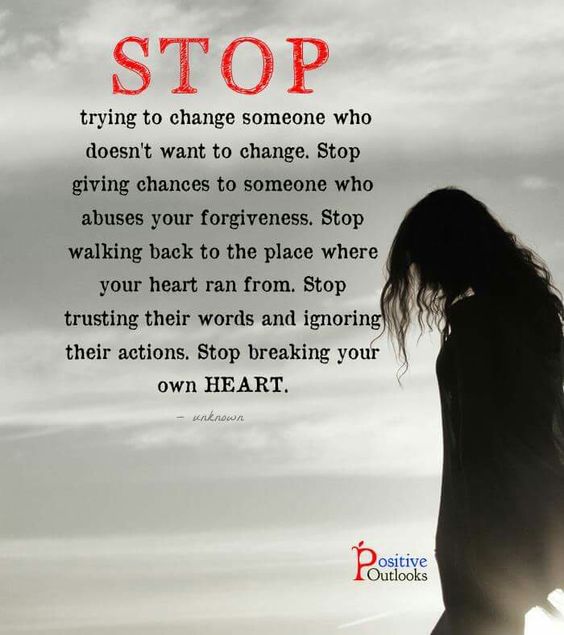 STOP
trying to change someone who
doesn't want to change. Stop
giving chances to someone who
abuses your forgiveness. Stop
walking back to the place where
your heart ran from. Stop
trusting their words and ignoring
their actions. Stop breaking your
own HEART.
- unknown
Positive
Outlooks